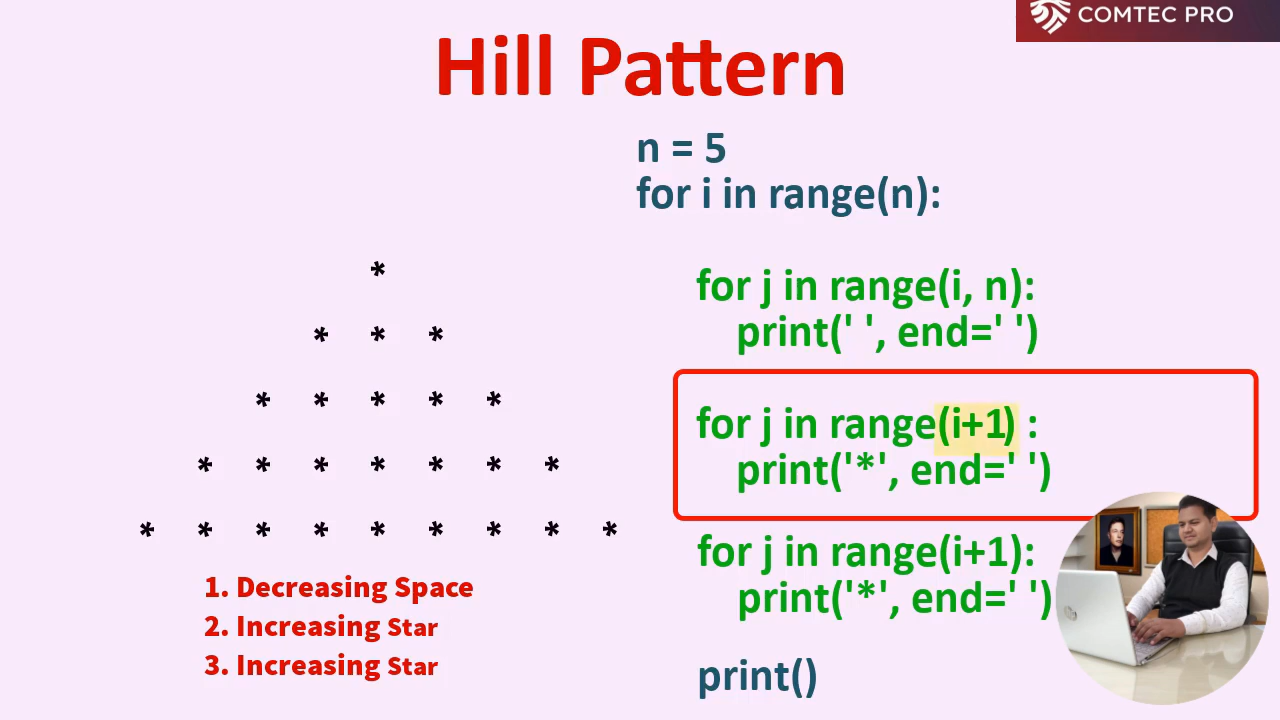 COMTEC PRO
Hill Pattern
n = 5
for i in range(n):
for j in range(i, n):
print(' ', end=' ')
for j in range(i+1) :
print('*', end=' ')
for j in range(i+1):
print('*', end=' ')
print()
*
* * *
* * * * *
* * * * * * *
* * * * * * * * *
1. Decreasing Space
2. Increasing Star
3. Increasing Star